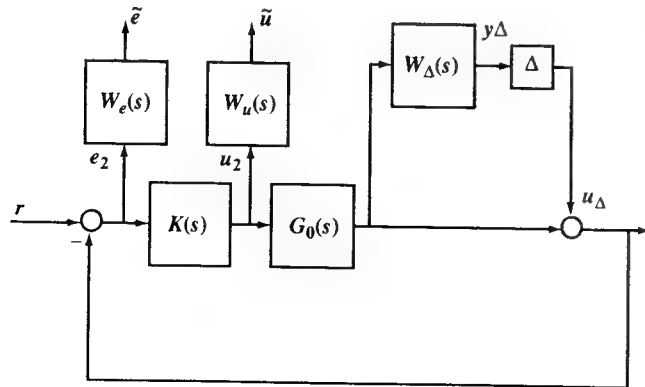 ẽ
ũ
yΔ
W_e(s)
W_u(s)
W_Δ(s)
Δ
e_2
u_2
r
K(s)
G_0(s)
u_Δ
−